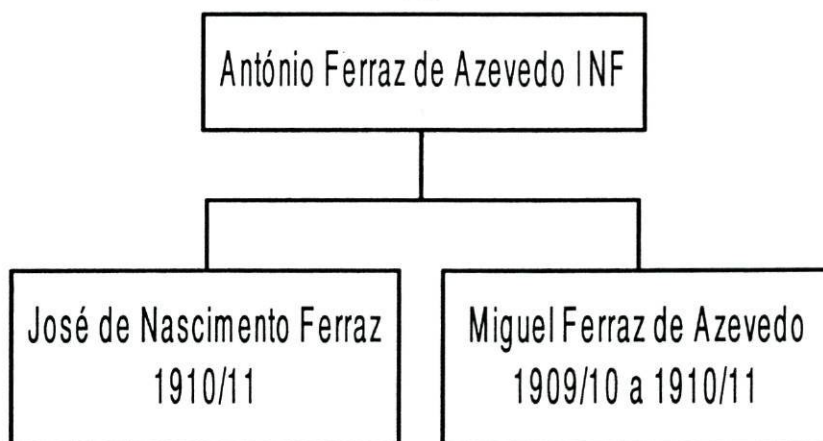 António Ferraz de Azevedo INF
José de Nascimento Ferraz
1910/11
Miguel Ferraz de Azevedo
1909/10 a 1910/11